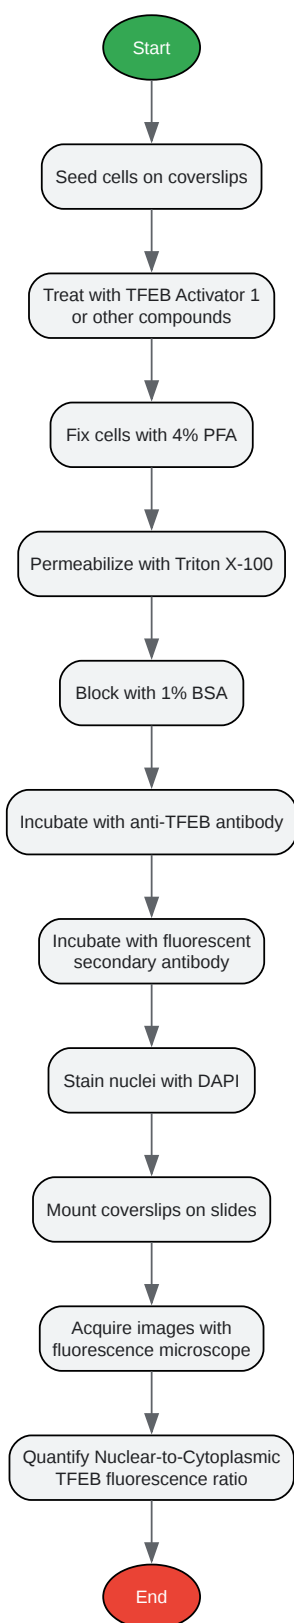 Start
Seed cells on coverslips
Treat with TFEB Activator 1
or other compounds
Fix cells with 4% PFA
Permeabilize with Triton X-100
Block with 1% BSA
Incubate with anti-TFEB antibody
Incubate with fluorescent
secondary antibody
Stain nuclei with DAPI
Mount coverslips on slides
Acquire images with
fluorescence microscope
Quantify Nuclear-to-Cytoplasmic
TFEB fluorescence ratio
End